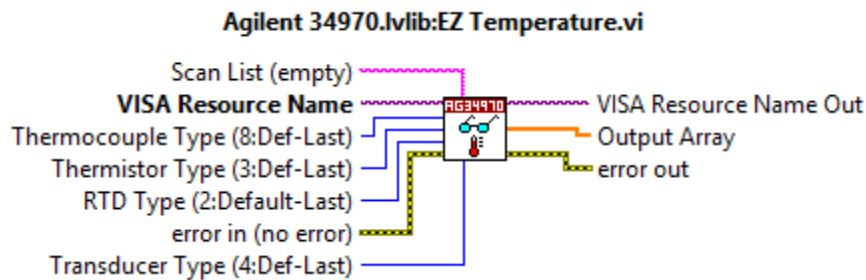 Agilent 34970.lvlib:EZ Temperature.vi
Scan List (empty)
VISA Resource Name
Thermocouple Type (8:Def-Last)
Thermistor Type (3:Def-Last)
RTD Type (2:Default-Last)
error in (no error)
Transducer Type (4:Def-Last)
AG34970
VISA Resource Name Out
Output Array
error out